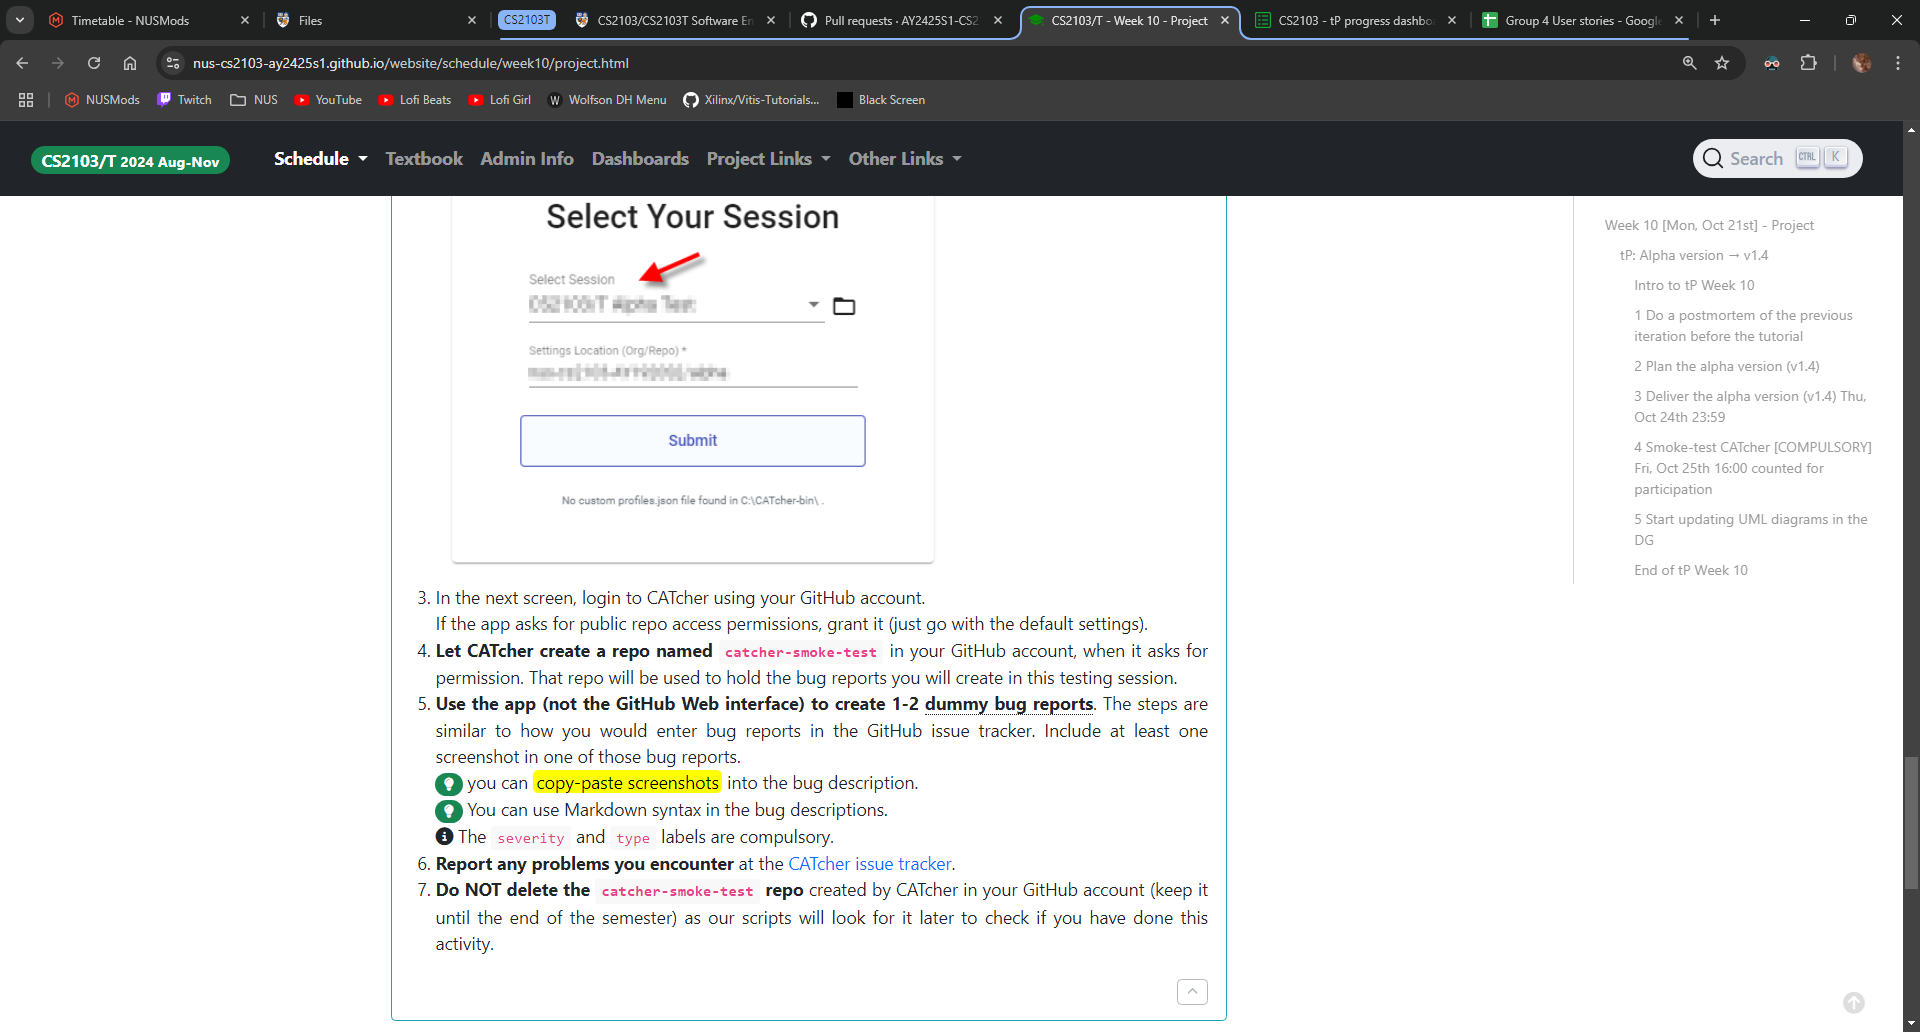 Timetable - NUSMods
Files
CS2103T
CS2103/CS2103T Software En
Pull requests · AY2425S1-CS2
CS2103/T - Week 10 - Project
CS2103 - tP progress dashbo
Group 4 User stories - Google
nus-cs2103-ay2425s1.github.io/website/schedule/week10/project.html
NUSMods
Twitch
NUS
YouTube
Lofi Beats
Lofi Girl
Wolfson DH Menu
Xilinx/Vitis-Tutorials...
Black Screen
CS2103/T 2024 Aug-Nov
Schedule
Textbook
Admin Info
Dashboards
Project Links
Other Links
Search CTRL K
Select Your Session
Select Session
CS2103/T Alpha Test
Settings Location (Org/Repo) *
Submit
No custom profiles.json file found in C:\CATcher-bin\ .
3. In the next screen, login to CATcher using your GitHub account.
If the app asks for public repo access permissions, grant it (just go with the default settings).
4. Let CATcher create a repo named catcher-smoke-test in your GitHub account, when it asks for
permission. That repo will be used to hold the bug reports you will create in this testing session.
5. Use the app (not the GitHub Web interface) to create 1-2 dummy bug reports. The steps are
similar to how you would enter bug reports in the GitHub issue tracker. Include at least one
screenshot in one of those bug reports.
you can copy-paste screenshots into the bug description.
You can use Markdown syntax in the bug descriptions.
The severity and type labels are compulsory.
6. Report any problems you encounter at the CATcher issue tracker.
7. Do NOT delete the catcher-smoke-test repo created by CATcher in your GitHub account (keep it
until the end of the semester) as our scripts will look for it later to check if you have done this
activity.
Week 10 [Mon, Oct 21st] - Project
tP: Alpha version → v1.4
Intro to tP Week 10
1 Do a postmortem of the previous
iteration before the tutorial
2 Plan the alpha version (v1.4)
3 Deliver the alpha version (v1.4) Thu,
Oct 24th 23:59
4 Smoke-test CATcher [COMPULSORY]
Fri, Oct 25th 16:00 counted for
participation
5 Start updating UML diagrams in the
DG
End of tP Week 10